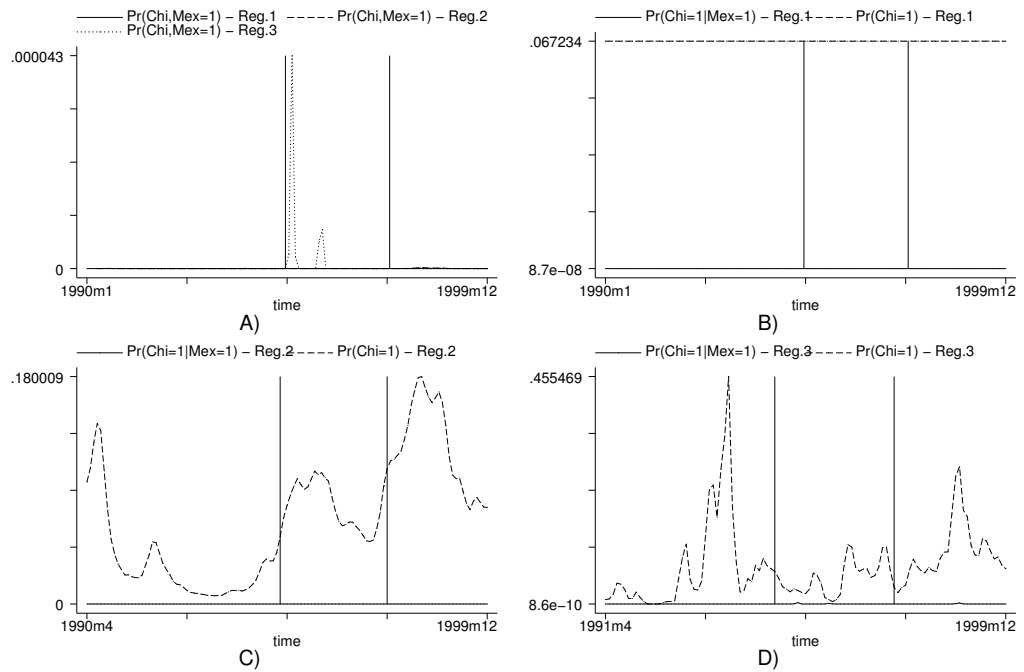 Pr(Chi,Mex=1) – Reg.1
Pr(Chi,Mex=1) – Reg.2
Pr(Chi,Mex=1) – Reg.3
.000043
0
1990m1
1999m12
time
A)
Pr(Chi=1|Mex=1) – Reg.1
Pr(Chi=1) – Reg.1
.067234
8.7e–08
1990m1
1999m12
time
B)
Pr(Chi=1|Mex=1) – Reg.2
Pr(Chi=1) – Reg.2
.180009
0
1990m4
1999m12
time
C)
Pr(Chi=1|Mex=1) – Reg.3
Pr(Chi=1) – Reg.3
.455469
8.6e–10
1991m4
1999m12
time
D)